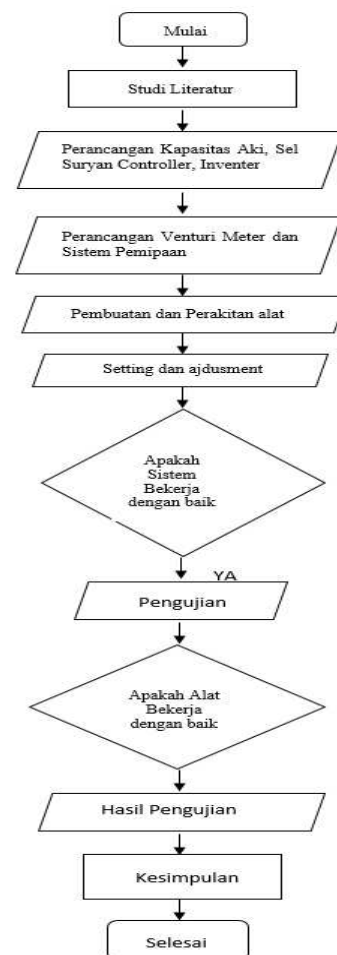 Mulai
Studi Literatur
Perancangan Kapasitas Aki, Sel
Suryan Controller, Inventer
Perancangan Venturi Meter dan
Sistem Pemipaan
Pembuatan dan Perakitan alat
Setting dan ajdusment
Apakah
Sistem
Bekerja
dengan baik
YA
Pengujian
Apakah Alat
Bekerja
dengan baik
Hasil Pengujian
Kesimpulan
Selesai